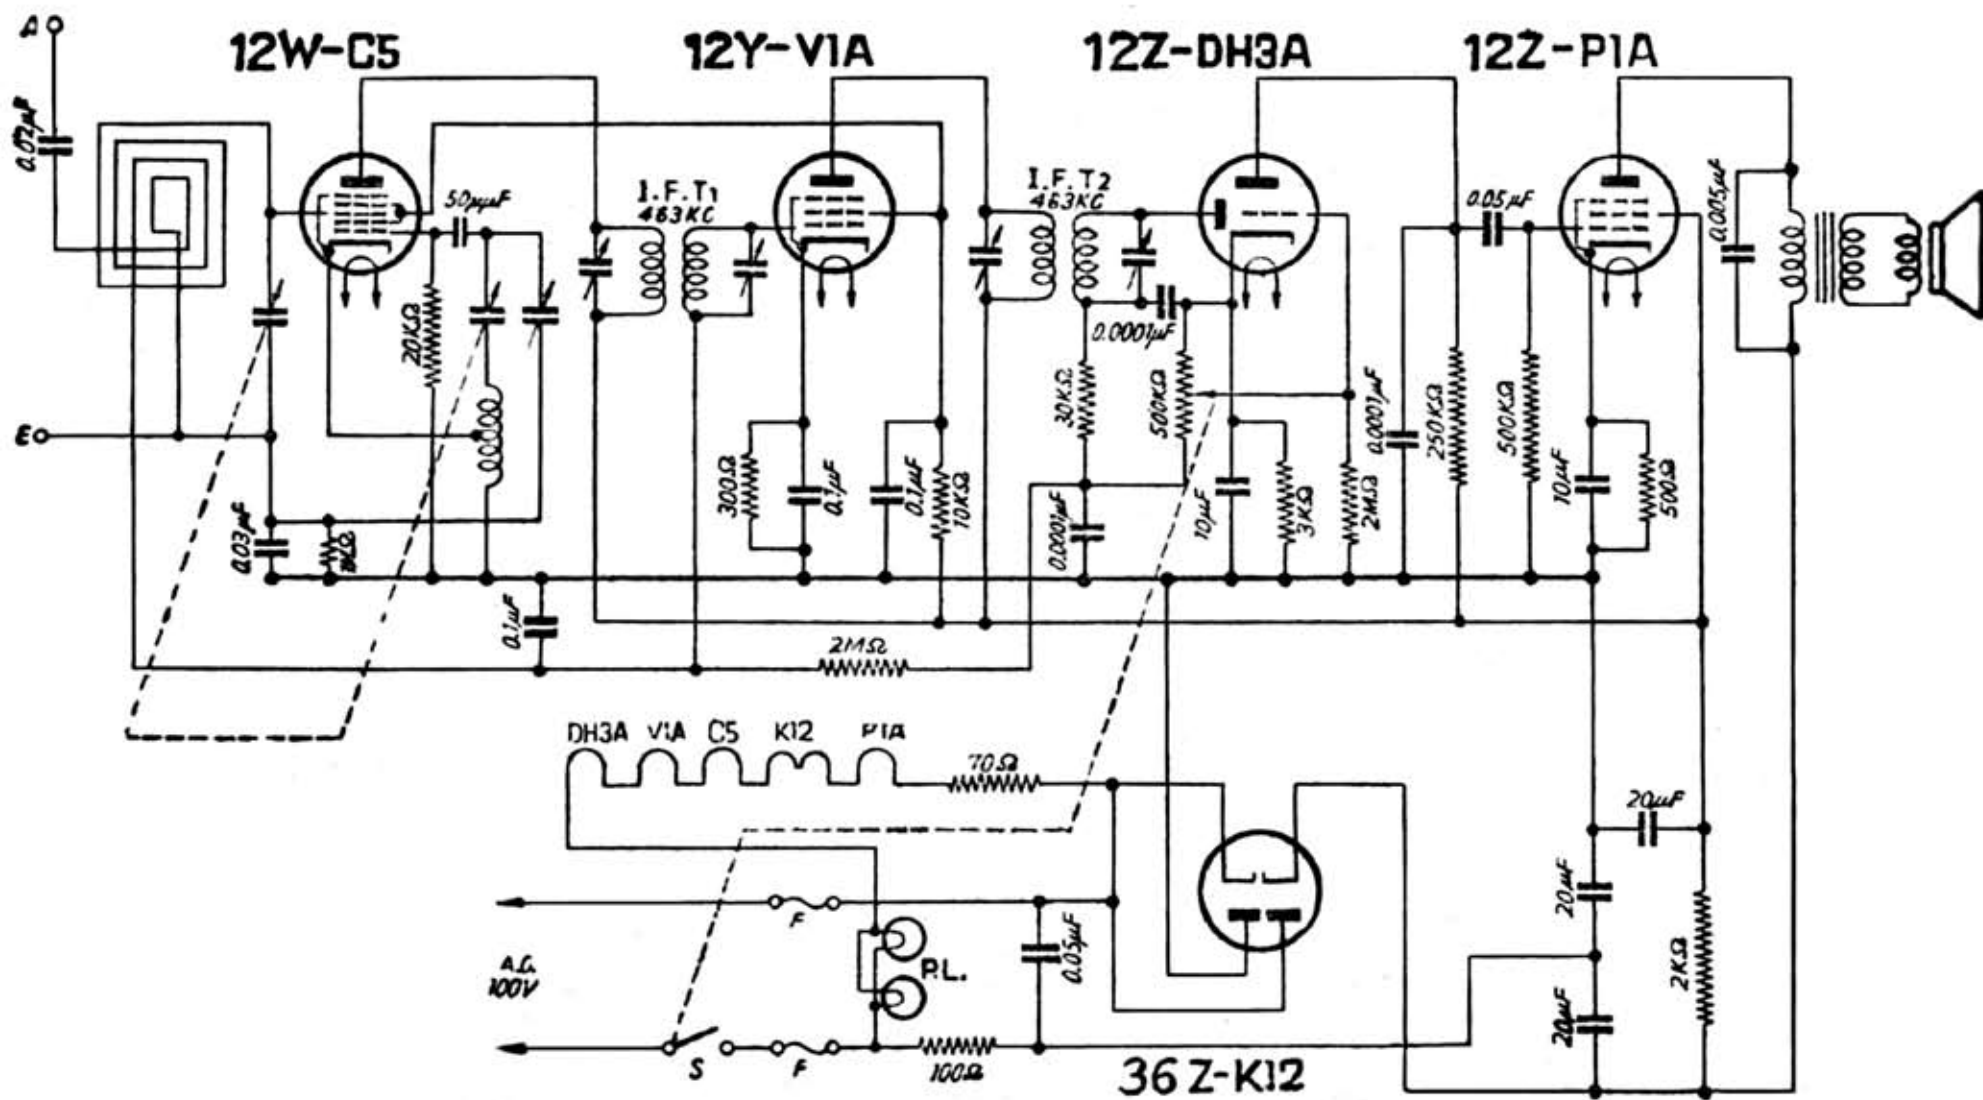 A
12W-C5
12Y-V1A
12Z-DH3A
12Z-P1A
0.02μF
50μμF
I.F.T1
463KC
I.F.T2
463KC
0.05μF
0.005μF
20KΩ
0.0001μF
30KΩ
500KΩ
0.0001μF
250KΩ
500KΩ
E
300Ω
0.1μF
0.1μF
10KΩ
10μF
3KΩ
2MΩ
10μF
500Ω
0.03μF
0.0001μF
0.1μF
2MΩ
DH3A V1A C5 K12 P1A
70Ω
20μF
20μF
F
A.C.
100V
P.L.
0.05μF
2KΩ
20μF
S
F
100Ω
36Z-K12